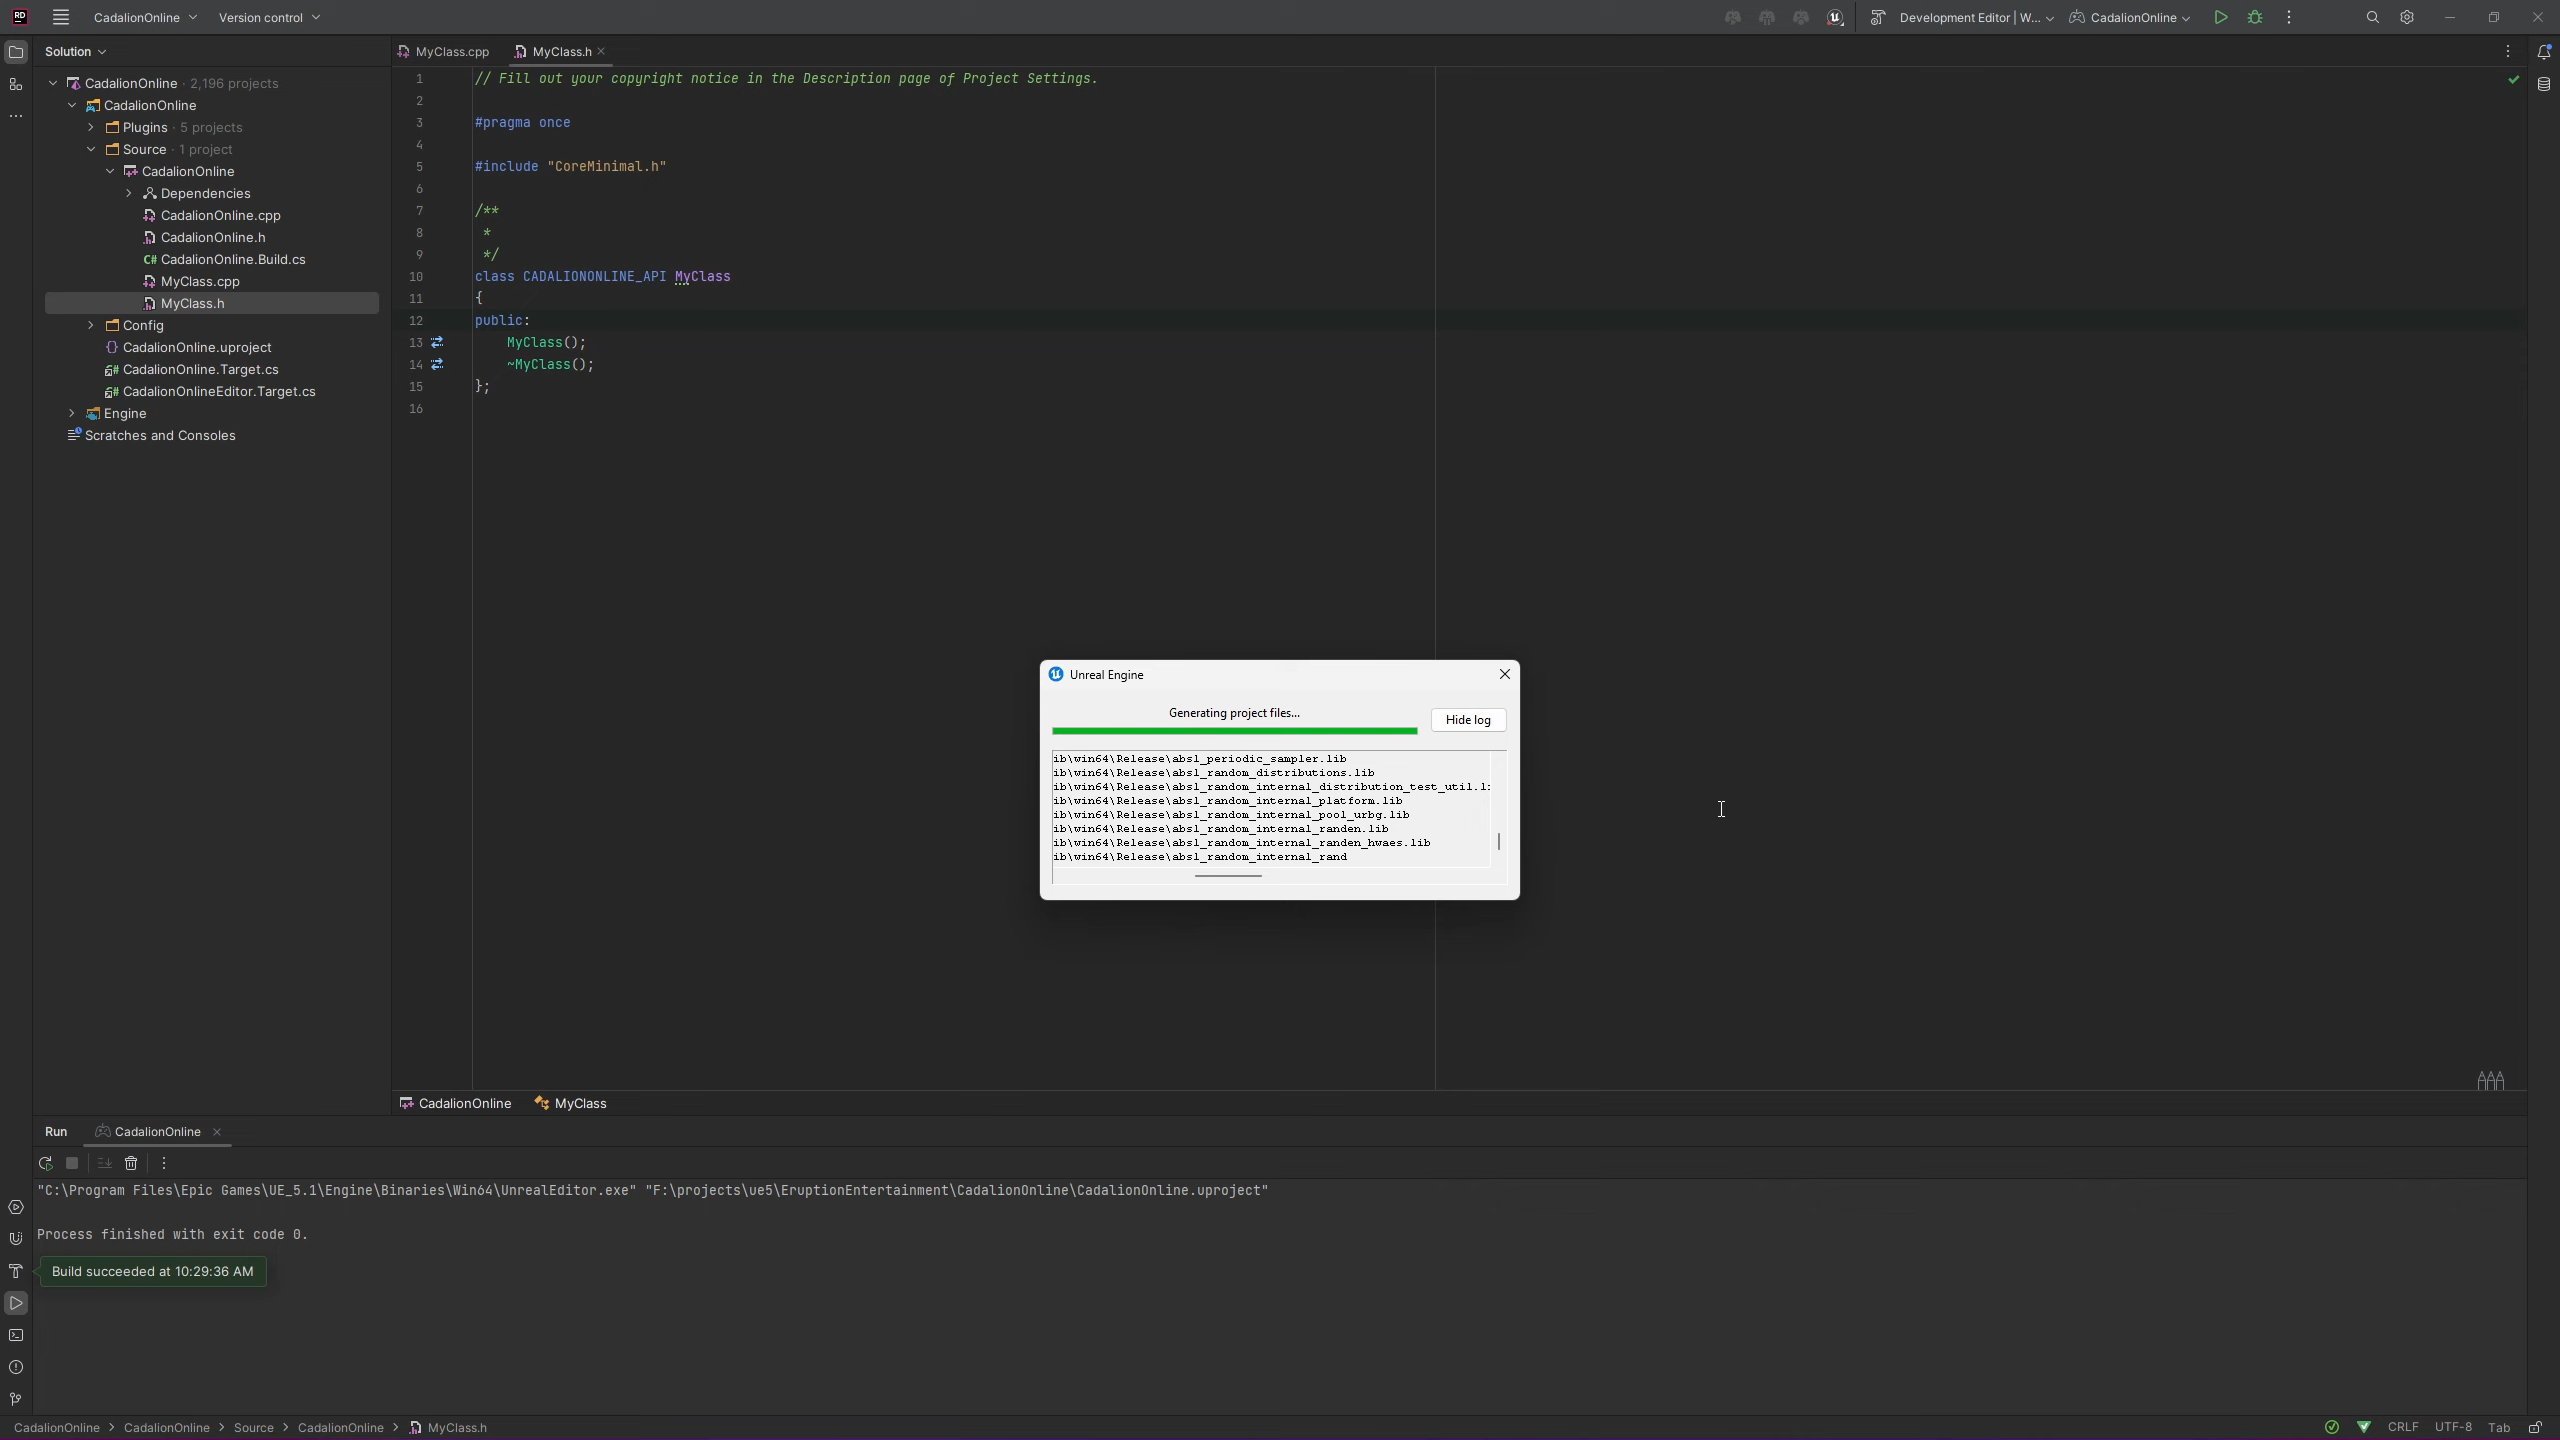 RD CadalionOnline Version control Development Editor | W... CadalionOnline
Solution
MyClass.cpp MyClass.h
CadalionOnline · 2,196 projects
CadalionOnline
Plugins · 5 projects
Source · 1 project
CadalionOnline
Dependencies
CadalionOnline.cpp
CadalionOnline.h
C# CadalionOnline.Build.cs
MyClass.cpp
MyClass.h
Config
CadalionOnline.uproject
C# CadalionOnline.Target.cs
C# CadalionOnlineEditor.Target.cs
Engine
Scratches and Consoles
1 // Fill out your copyright notice in the Description page of Project Settings.
2
3 #pragma once
4
5 #include "CoreMinimal.h"
6
7 /**
8 *
9 */
10 class CADALIONONLINE_API MyClass
11 {
12 public:
13 MyClass();
14 ~MyClass();
15 };
16
Unreal Engine
Generating project files...
Hide log
ib\win64\Release\absl_periodic_sampler.lib
ib\win64\Release\absl_random_distributions.lib
ib\win64\Release\absl_random_internal_distribution_test_util.l
ib\win64\Release\absl_random_internal_platform.lib
ib\win64\Release\absl_random_internal_pool_urbg.lib
ib\win64\Release\absl_random_internal_randen.lib
ib\win64\Release\absl_random_internal_randen_hwaes.lib
ib\win64\Release\absl_random_internal_rand
CadalionOnline MyClass
Run CadalionOnline
"C:\Program Files\Epic Games\UE_5.1\Engine\Binaries\Win64\UnrealEditor.exe" "F:\projects\ue5\EruptionEntertainment\CadalionOnline\CadalionOnline.uproject"
Process finished with exit code 0.
Build succeeded at 10:29:36 AM
CadalionOnline > CadalionOnline > Source > CadalionOnline > MyClass.h CRLF UTF-8 Tab